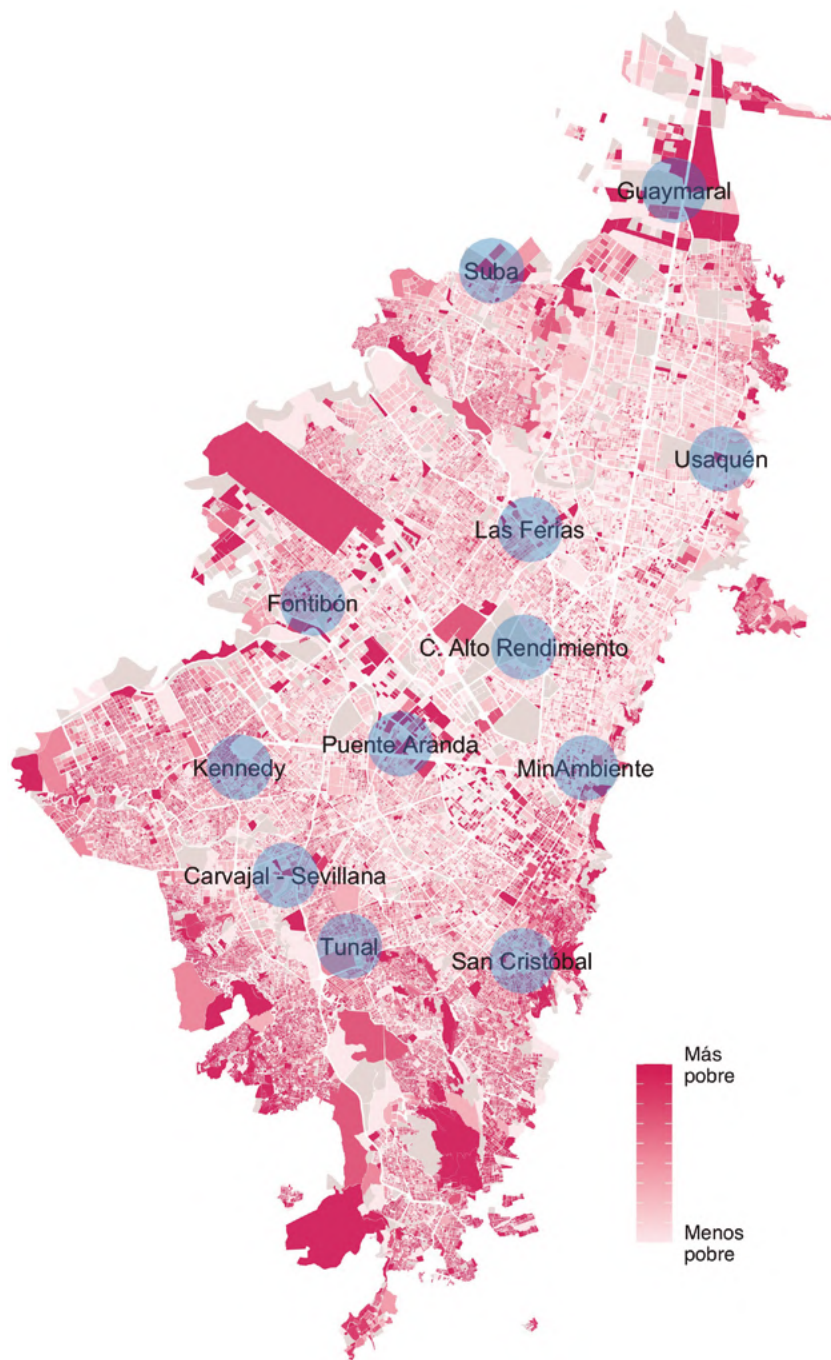 Guaymaral
Suba
Usaquén
Las Ferias
Fontibón
C. Alto Rendimiento
Puente Aranda
Kennedy
MinAmbiente
Carvajal - Sevillana
Tunal
San Cristóbal
Más
pobre
Menos
pobre